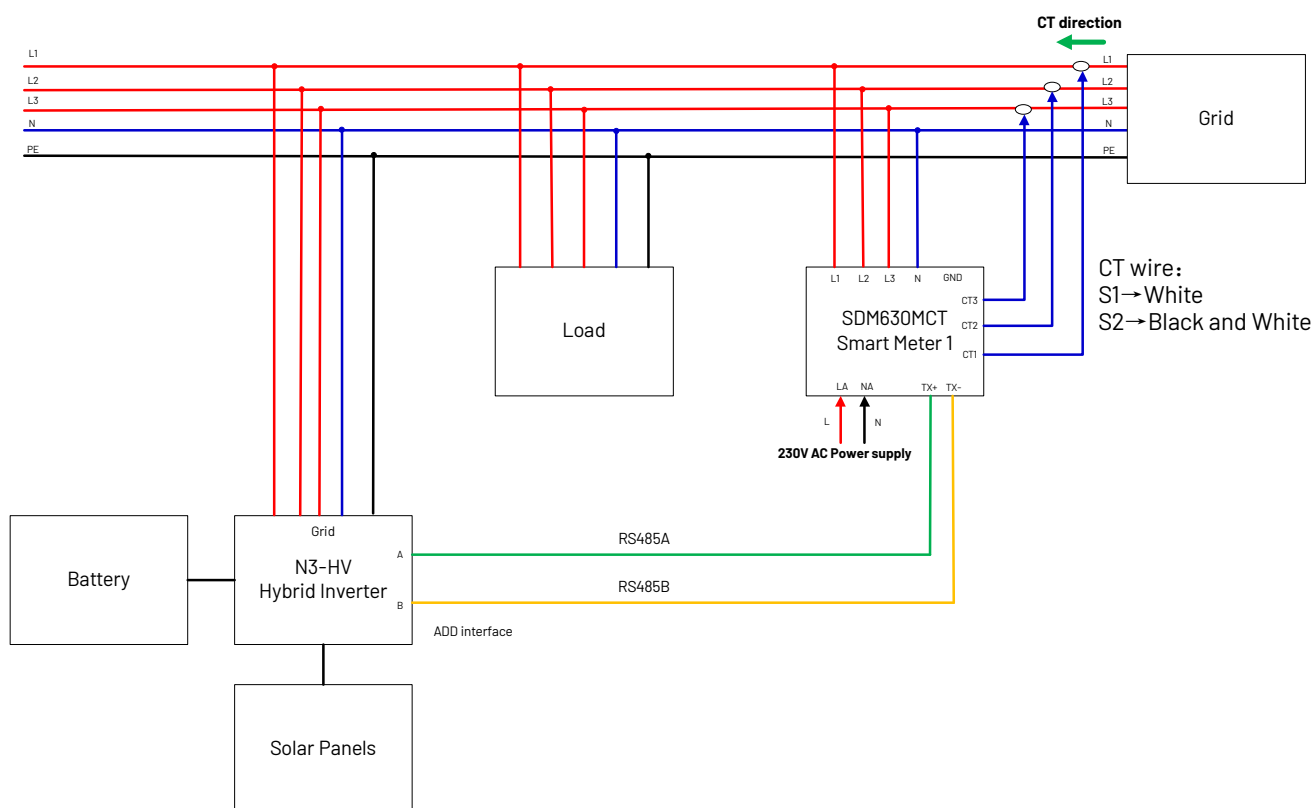 CT direction
L1
L1
L2
L2
L3
L3
N
N
PE
PE
Grid
L1
L2
L3
N
GND
CT3
CT2
CT1
SDM630MCT
Smart Meter 1
LA
NA
TX+
TX-
L
N
230V AC Power supply
CT wire：
S1→White
S2→Black and White
Load
Battery
Grid
N3-HV
Hybrid Inverter
A
B
RS485A
RS485B
ADD interface
Solar Panels